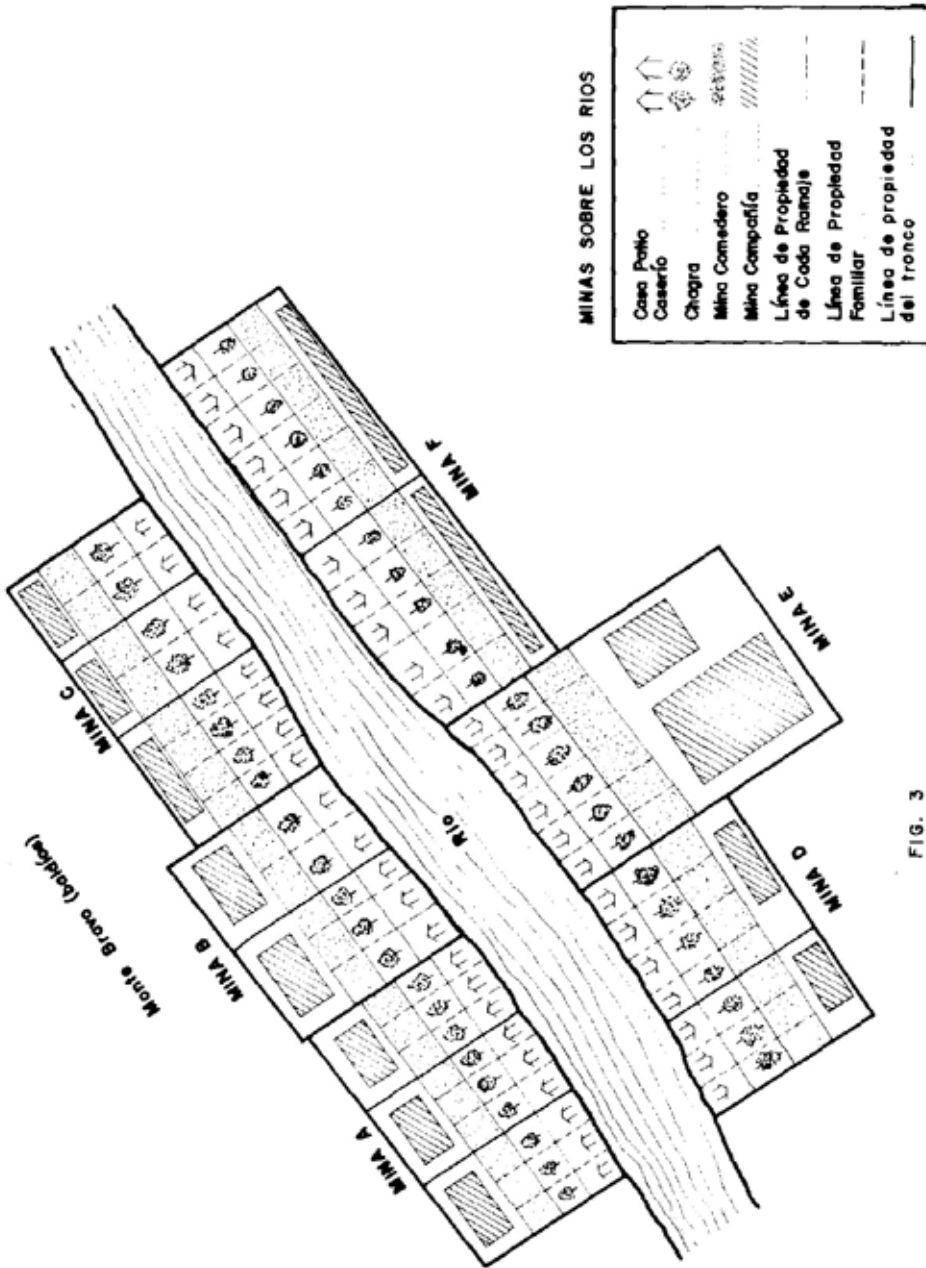 MINAS SOBRE LOS RIOS
Casa Patio
Caserío
Chagra
Mina Comedero
Mina Compañía
Línea de Propiedad
de Cada Ramaje
Línea de Propiedad
Familiar
Línea de propiedad
del tronco
Monte Bravo (baldíos)
MINA A
MINA B
MINA C
Río
MINA D
MINA E
MINA F
FIG. 3